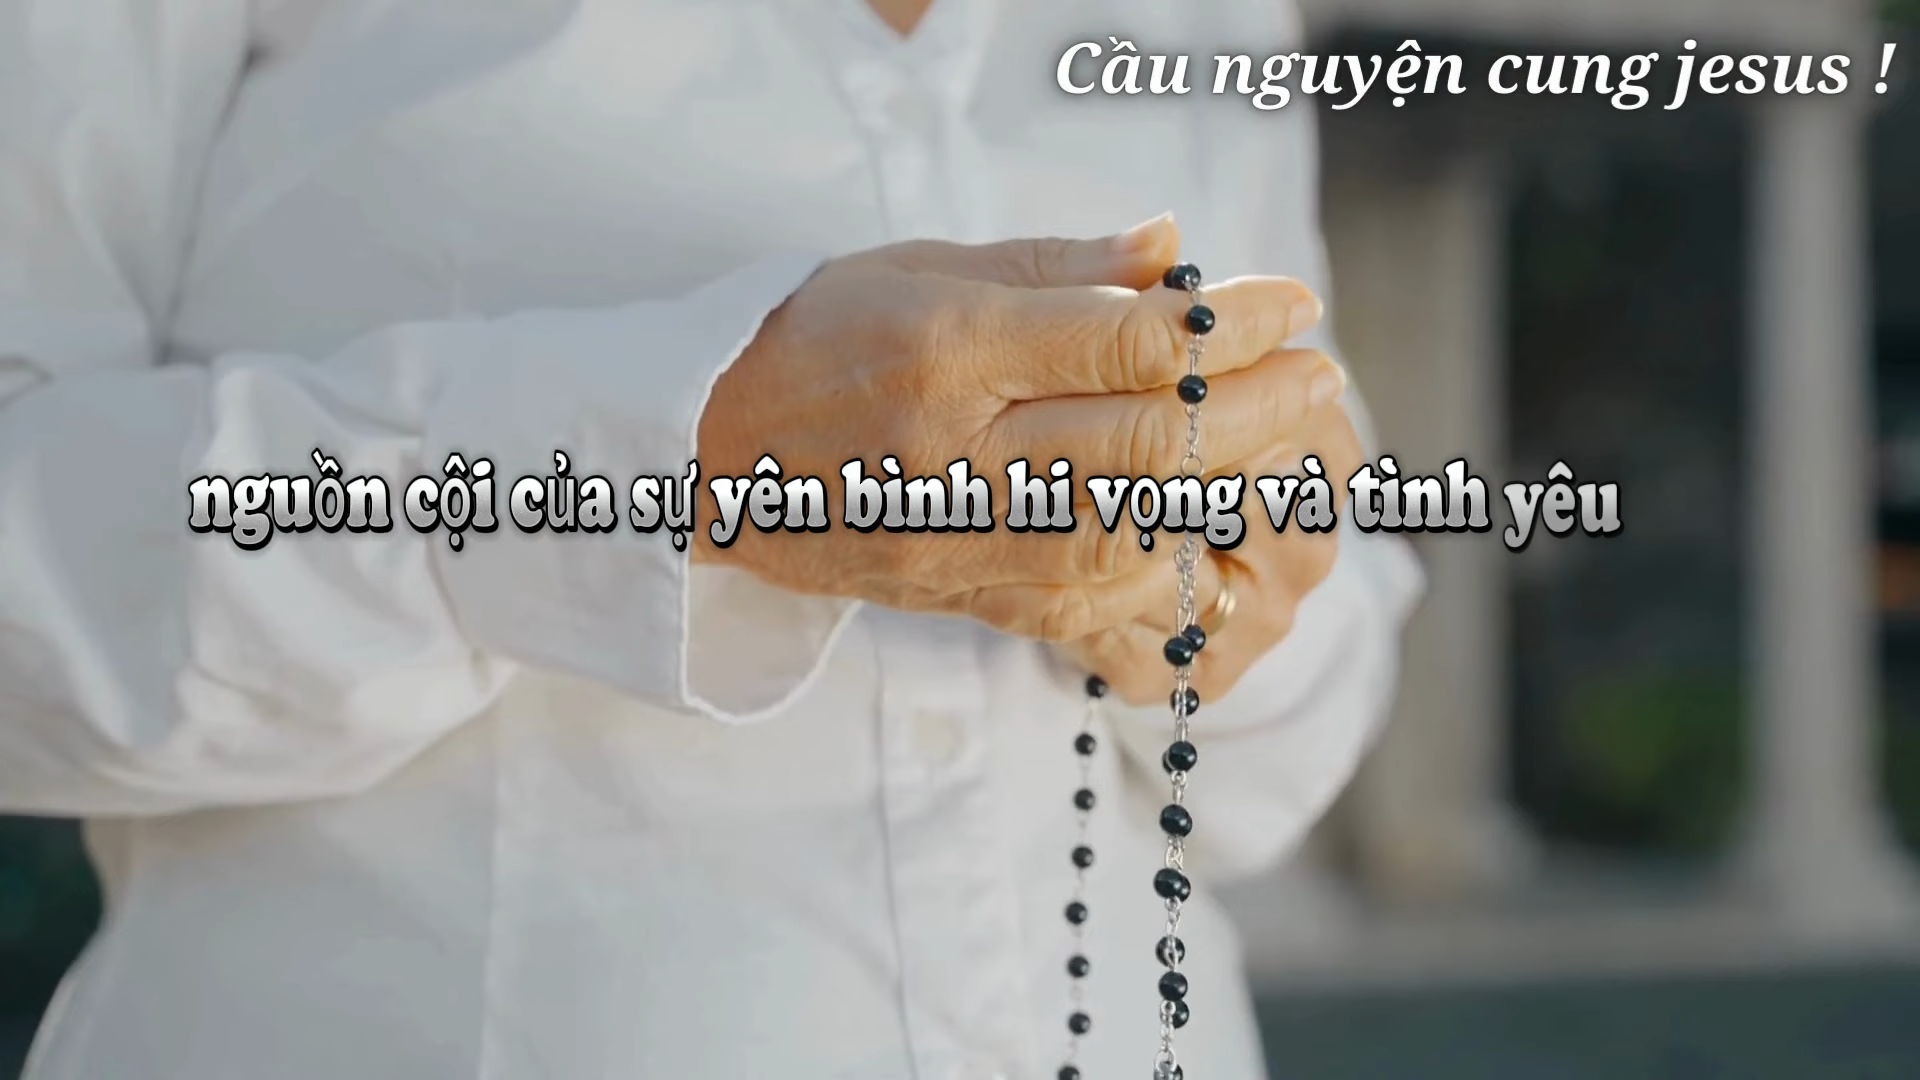 Cầu nguyện cung jesus !
nguồn cội của sự yên bình hi vọng và tình yêu